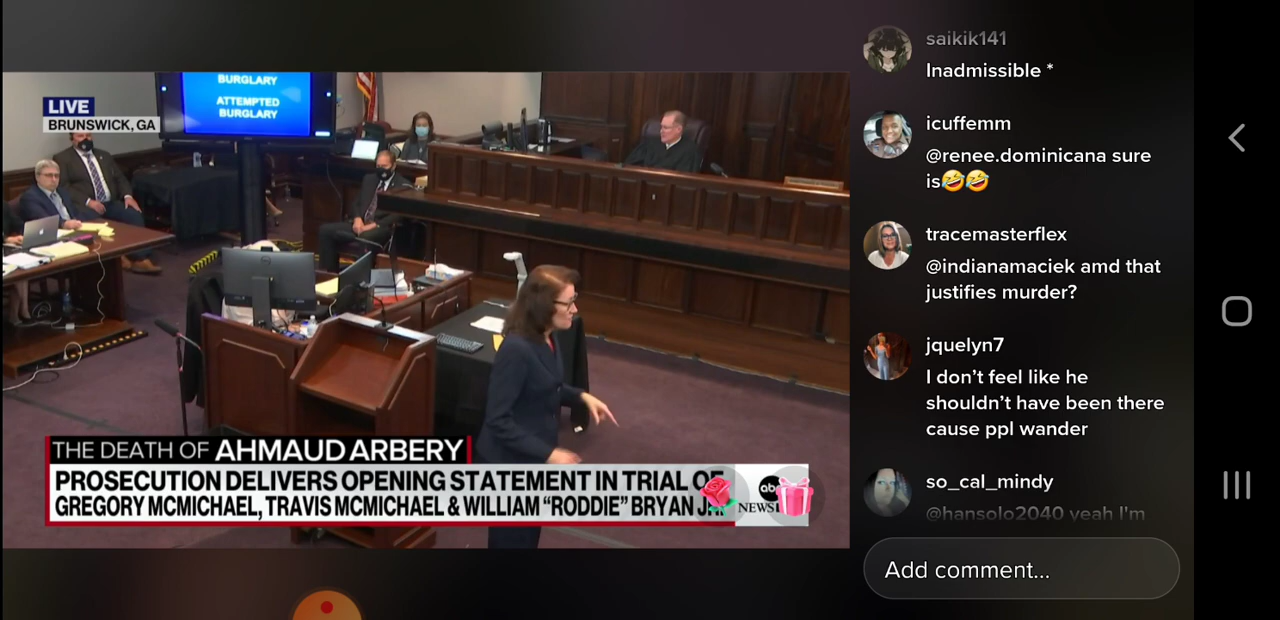 BURGLARY
ATTEMPTED
BURGLARY
LIVE
BRUNSWICK, GA
THE DEATH OF AHMAUD ARBERY
PROSECUTION DELIVERS OPENING STATEMENT IN TRIAL OF
GREGORY MCMICHAEL, TRAVIS MCMICHAEL & WILLIAM “RODDIE” BRYAN
abc
NEWS
saikik141
Inadmissible *
icuffemm
@renee.dominicana sure
is🤣🤣
tracemasterflex
@indianamaciek amd that
justifies murder?
jquelyn7
I don’t feel like he
shouldn’t have been there
cause ppl wander
so_cal_mindy
@hansolo2040 yeah I'm
Add comment...